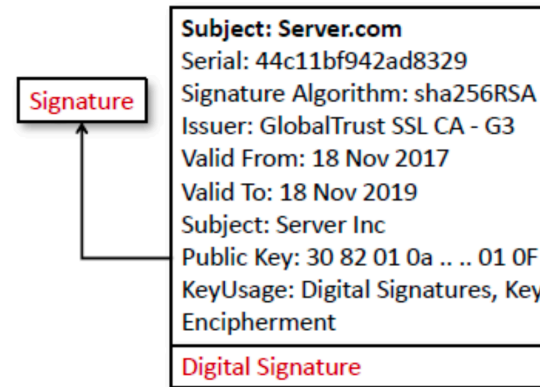 Signature
Subject: Server.com
Serial: 44c11bf942ad8329
Signature Algorithm: sha256RSA
Issuer: GlobalTrust SSL CA - G3
Valid From: 18 Nov 2017
Valid To: 18 Nov 2019
Subject: Server Inc
Public Key: 30 82 01 0a .. .. 01 0F
KeyUsage: Digital Signatures, Key
Encipherment
Digital Signature